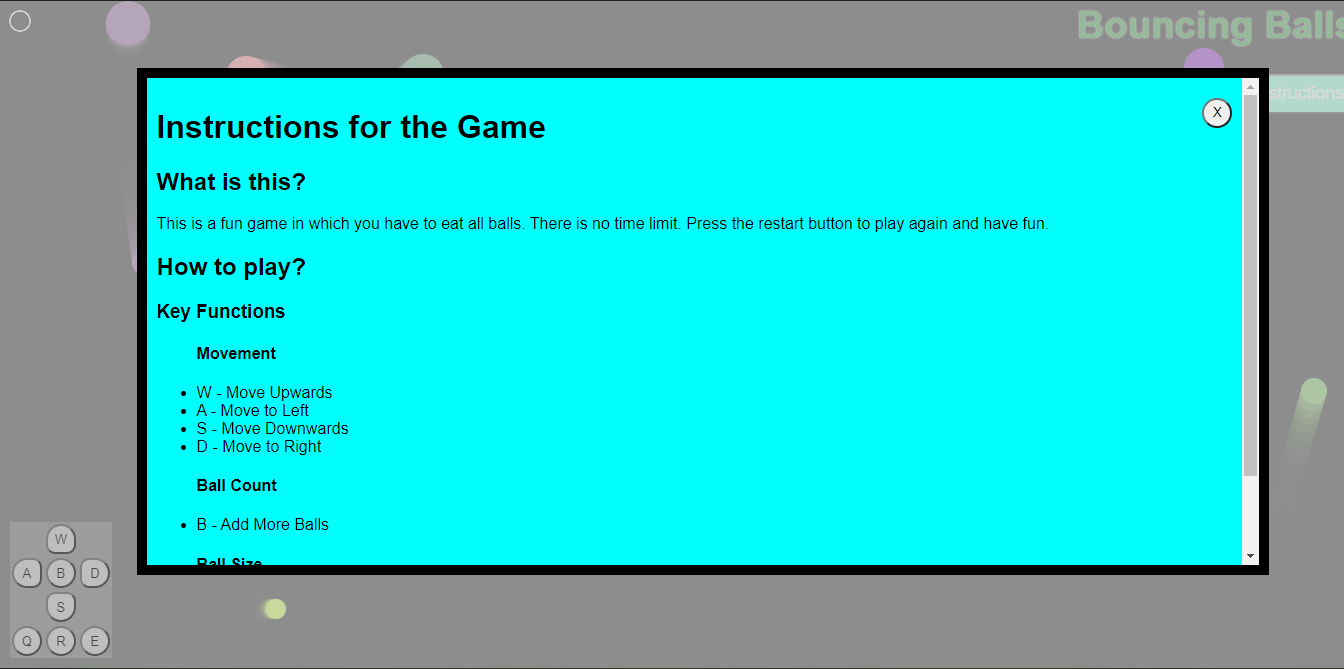 Bouncing Balls
structions
X
Instructions for the Game
What is this?
This is a fun game in which you have to eat all balls. There is no time limit. Press the restart button to play again and have fun.
How to play?
Key Functions
Movement
W - Move Upwards
A - Move to Left
S - Move Downwards
D - Move to Right
Ball Count
B - Add More Balls
Ball Size
W
A B D
S
Q R E